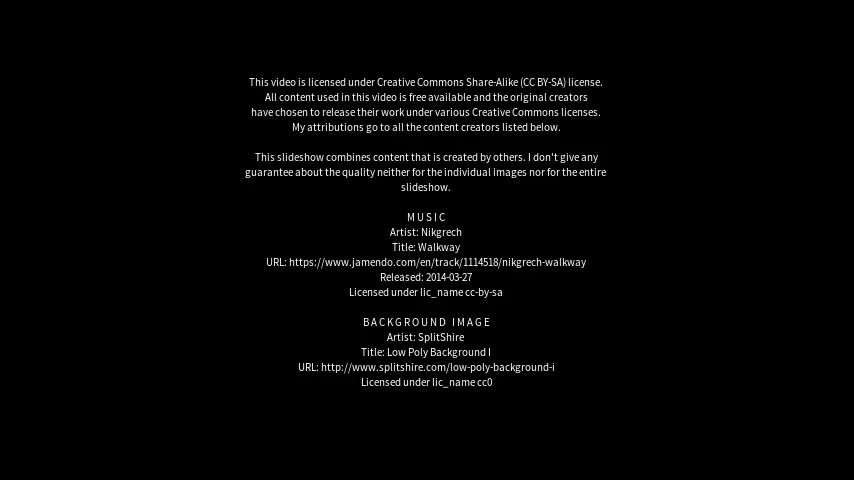 This video is licensed under Creative Commons Share-Alike (CC BY-SA) license.
All content used in this video is free available and the original creators
have chosen to release their work under various Creative Commons licenses.
My attributions go to all the content creators listed below.
This slideshow combines content that is created by others. I don't give any
guarantee about the quality neither for the individual images nor for the entire
slideshow.
MUSIC
Artist: Nikgrech
Title: Walkway
URL: https://www.jamendo.com/en/track/1114518/nikgrech-walkway
Released: 2014-03-27
Licensed under lic_name cc-by-sa
BACKGROUND IMAGE
Artist: SplitShire
Title: Low Poly Background I
URL: http://www.splitshire.com/low-poly-background-i
Licensed under lic_name cc0